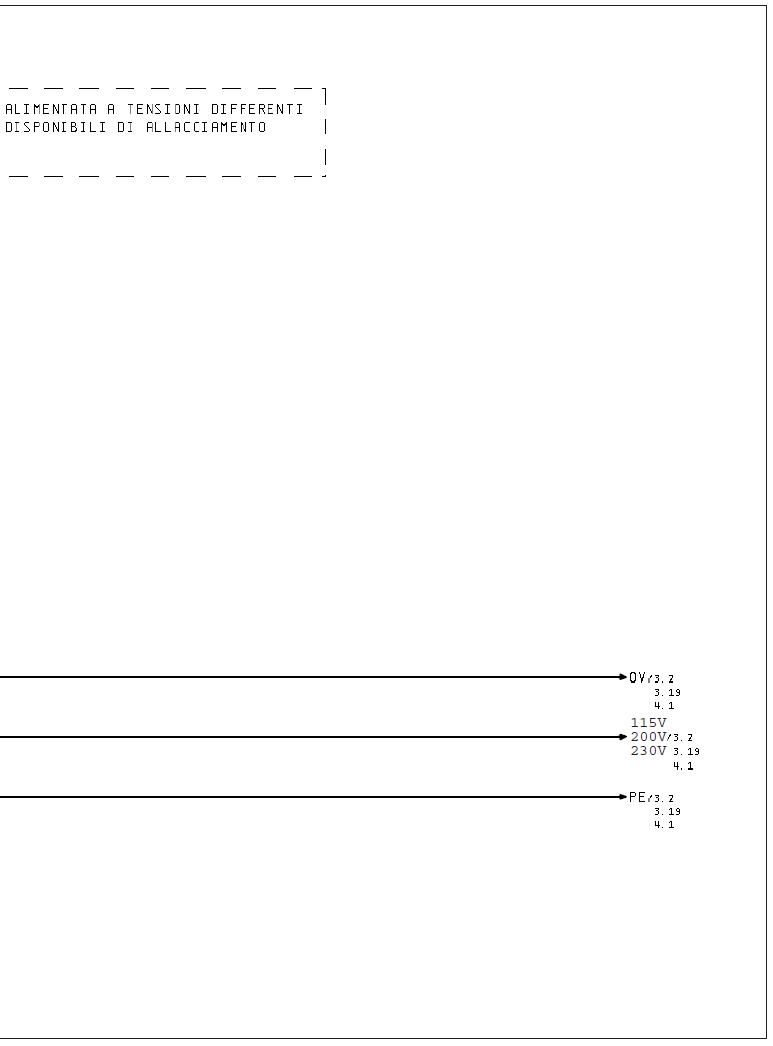 ALIMENTATA A TENSIONI DIFFERENTI
DISPONIBILI DI ALLACCIAMENTO
0V/3.2
3.19
4.1
115V
200V/3.2
230V 3.19
4.1
PE/3.2
3.19
4.1